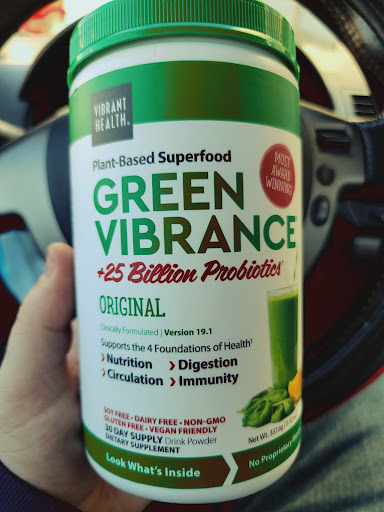 VIBRANT
HEALTH®
Plant-Based Superfood
MOST
AWARD
WINNING!
GREEN
VIBRANCE
+25 Billion Probiotics†
ORIGINAL
Clinically Formulated | Version 19.1
Supports the 4 Foundations of Health†
Nutrition
Digestion
Circulation
Immunity
SOY FREE • DAIRY FREE • NON-GMO
GLUTEN FREE • VEGAN FRIENDLY
30 DAY SUPPLY Drink Powder
DIETARY SUPPLEMENT
Net. Wt.
Look What's Inside
No Proprietary